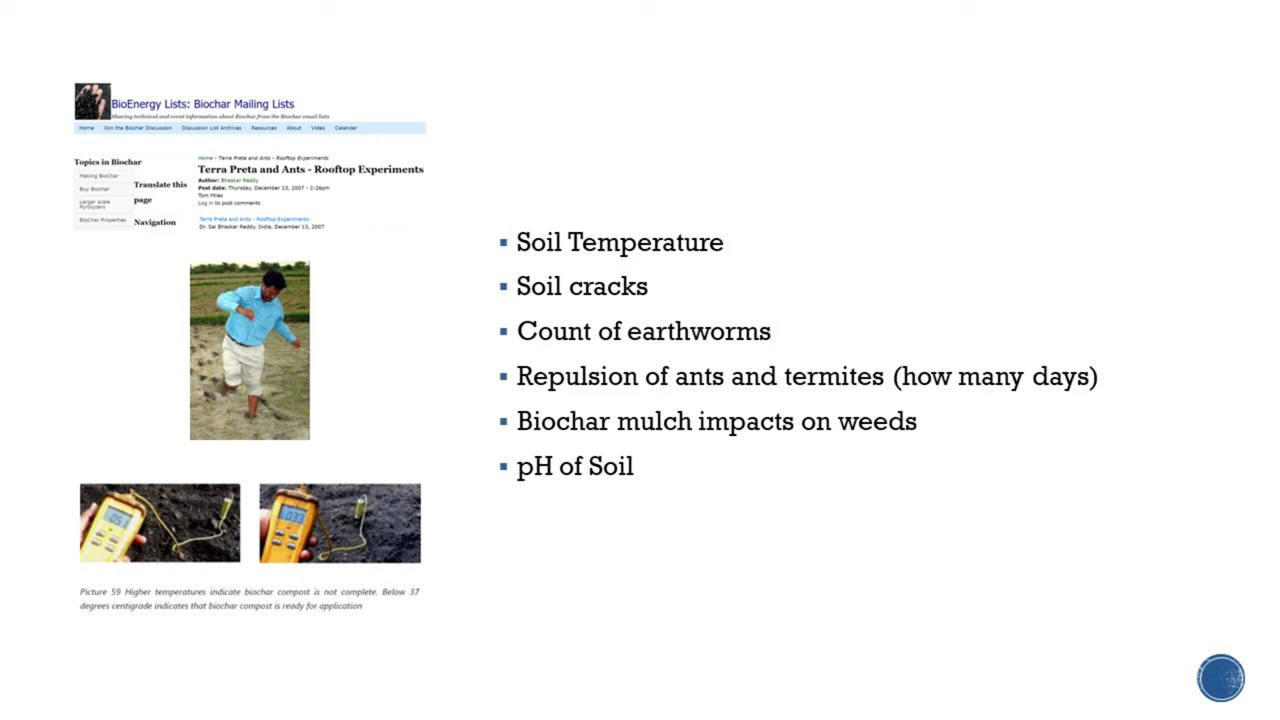 BioEnergy Lists: Biochar Mailing Lists
Sharing technical and event information about Biochar from the Biochar email lists
Home Join the Biochar Discussion Discussion List Archives Resources About Video Calendar
Topics in Biochar
Making BioChar
Buy Biochar
Larger scale
Pyrolyzers
BioChar Properties
Translate this
page
Navigation
Home » Terra Preta and Ants - Rooftop Experiments
Terra Preta and Ants - Rooftop Experiments
Author: Bhaskar Reddy
Post date: Thursday, December 13, 2007 - 2:26pm
Tom Miles
Log in to post comments
Terra Preta and Ants - Rooftop Experiments
Dr. Sai Bhaskar Reddy, India, December 13, 2007
Picture 59 Higher temperatures indicate biochar compost is not complete. Below 37
degrees centigrade indicates that biochar compost is ready for application
Soil Temperature
Soil cracks
Count of earthworms
Repulsion of ants and termites (how many days)
Biochar mulch impacts on weeds
pH of Soil